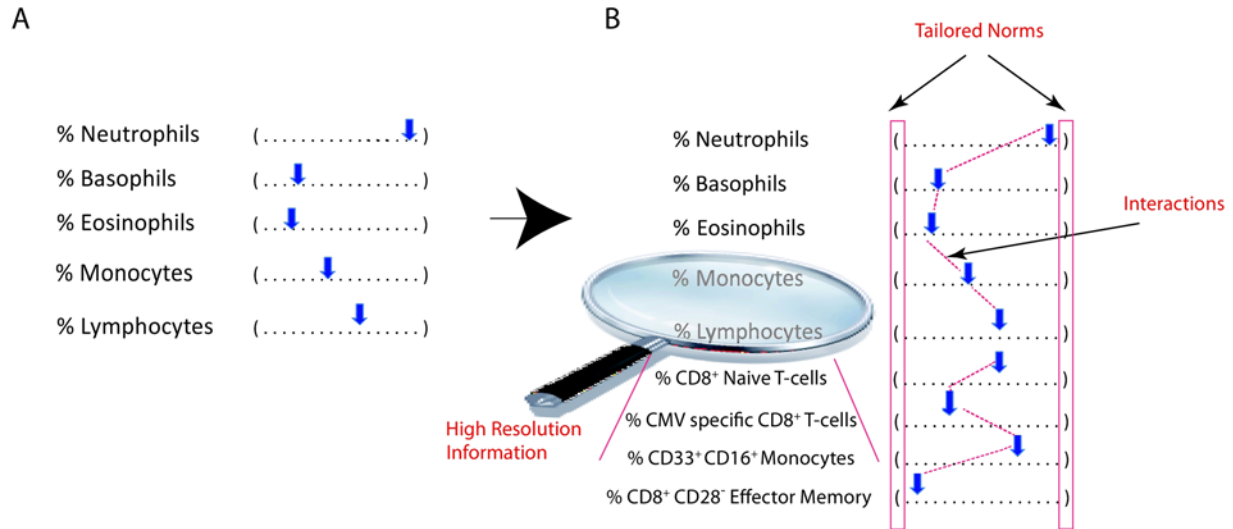 A
% Neutrophils (.....................)
% Basophils (.....................)
% Eosinophils (.....................)
% Monocytes (.....................)
% Lymphocytes (.....................)
B
Tailored Norms
% Neutrophils (.....................)
% Basophils (.....................)
% Eosinophils (.....................)
Interactions
% Monocytes (.....................)
% Lymphocytes (.....................)
% CD8⁺ Naive T-cells (.....................)
% CMV specific CD8⁺ T-cells (.....................)
% CD33⁺ CD16⁺ Monocytes (.....................)
% CD8⁺ CD28⁻ Effector Memory (.....................)
High Resolution
Information